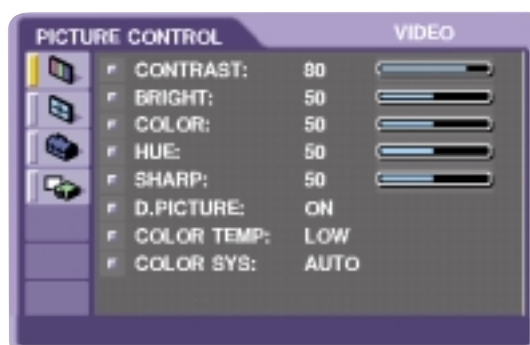 PICTURE CONTROL VIDEO
CONTRAST: 80
BRIGHT: 50
COLOR: 50
HUE: 50
SHARP: 50
D.PICTURE: ON
COLOR TEMP: LOW
COLOR SYS: AUTO